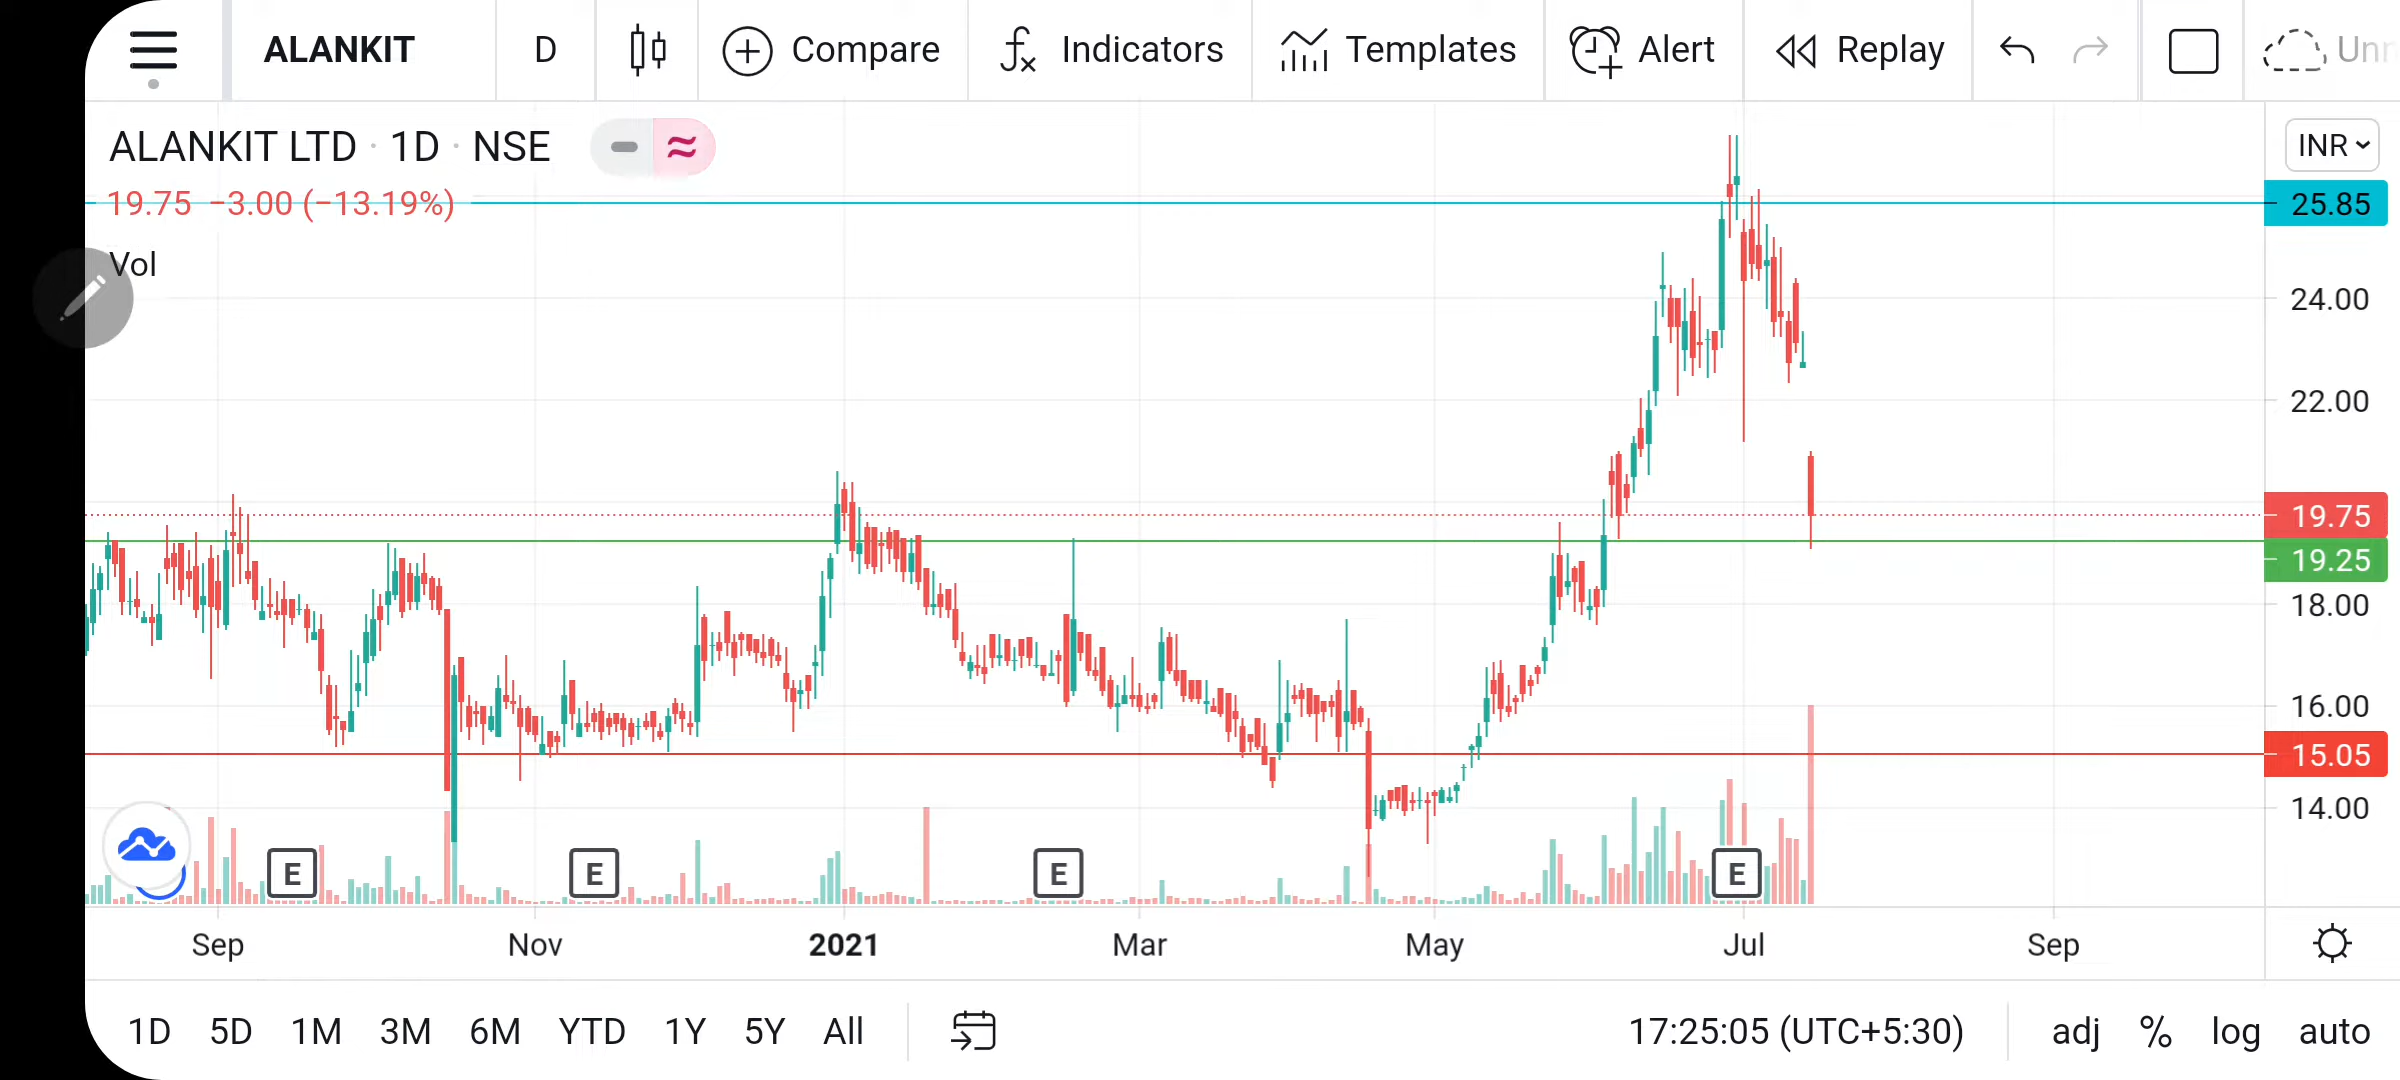 ALANKIT D Compare Indicators Templates Alert Replay
ALANKIT LTD · 1D · NSE INR
19.75 −3.00 (−13.19%) 25.85
Vol
24.00
22.00
19.75
19.25
18.00
16.00
15.05
14.00
E E E E
Sep Nov 2021 Mar May Jul Sep
1D 5D 1M 3M 6M YTD 1Y 5Y All 17:25:05 (UTC+5:30) adj % log auto